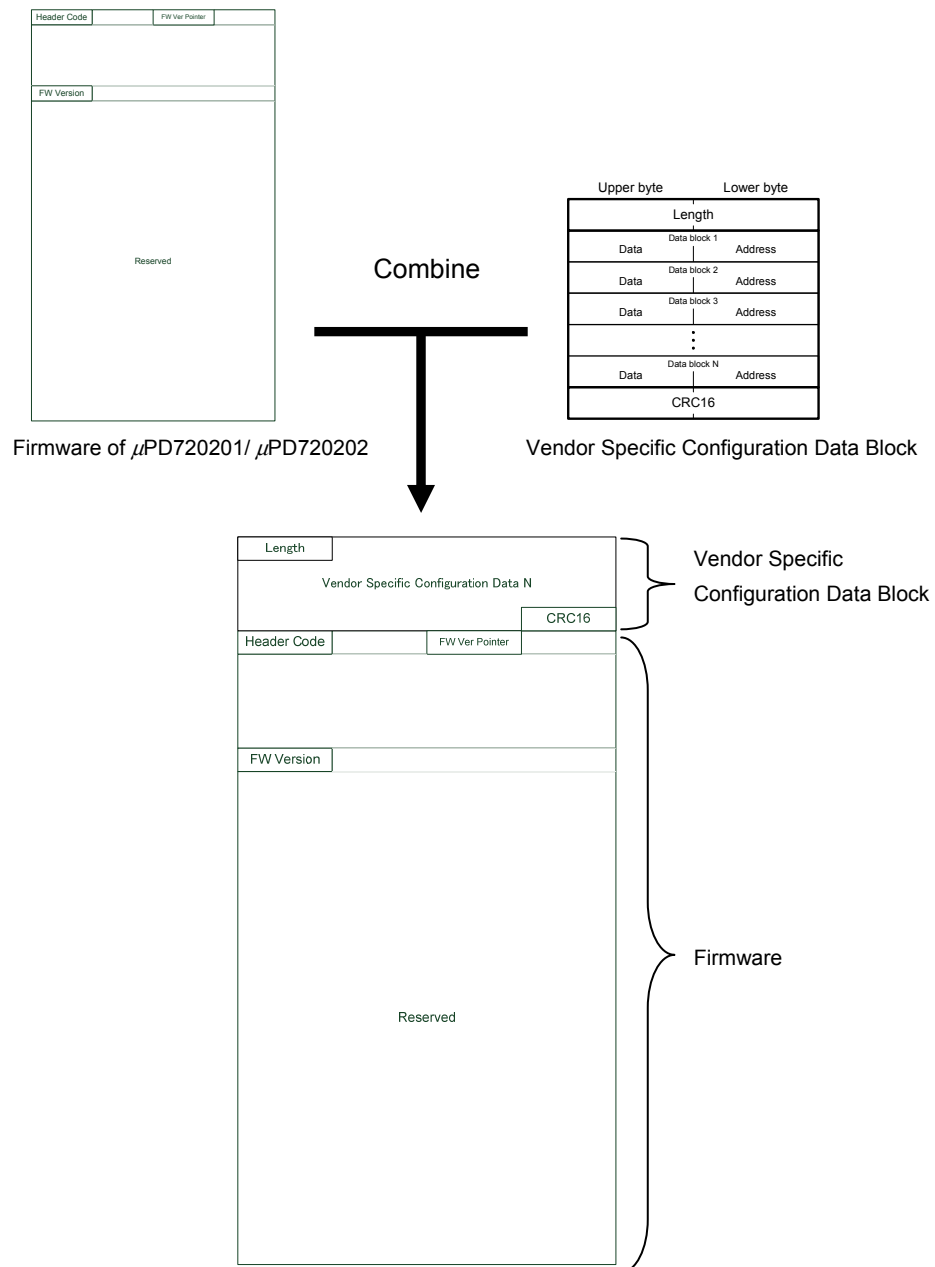 Header Code FW Ver Pointer
FW Version
Reserved
Firmware of μPD720201/ μPD720202
Combine
Upper byte Lower byte
Length
Data block 1
Data Address
Data block 2
Data Address
Data block 3
Data Address
Data block N
Data Address
CRC16
Vendor Specific Configuration Data Block
Length
Vendor Specific Configuration Data N
CRC16
Header Code FW Ver Pointer
FW Version
Reserved
Vendor Specific
Configuration Data Block
Firmware